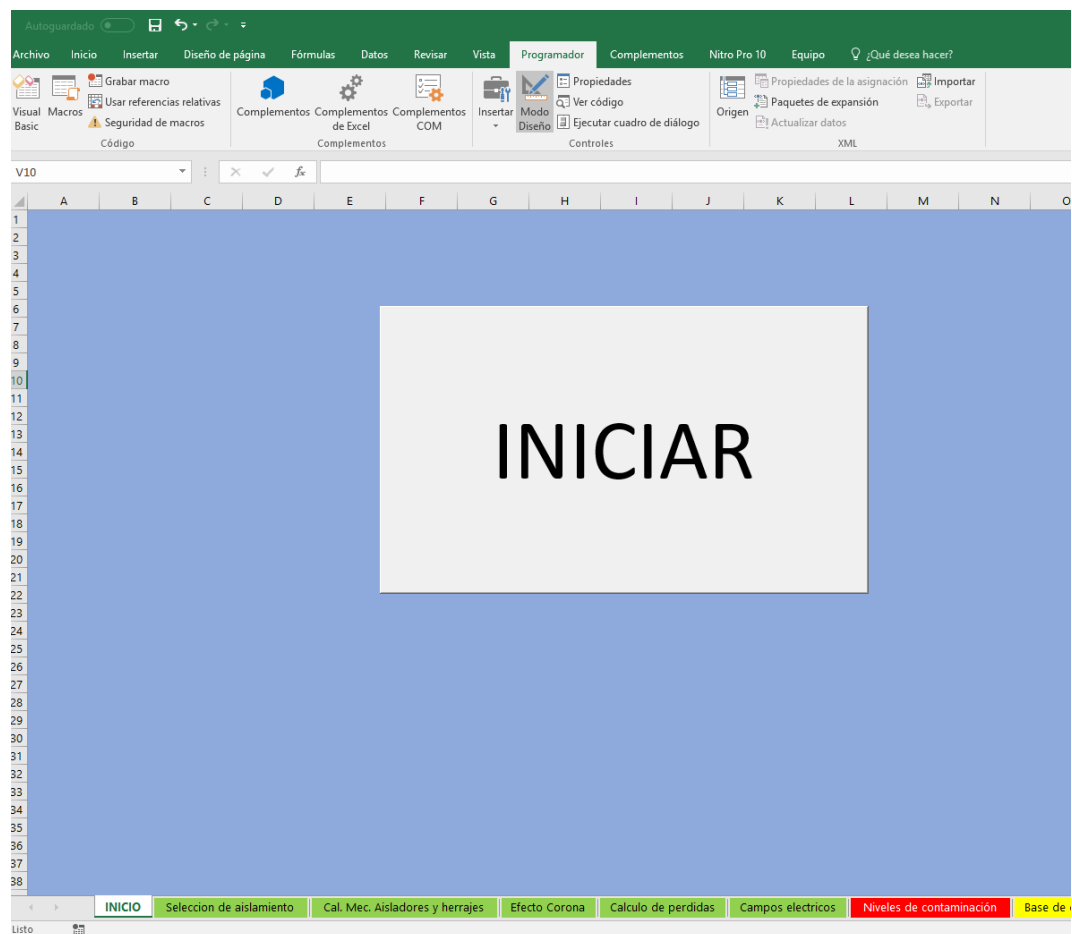 Autoguardado
Archivo Inicio Insertar Diseño de página Fórmulas Datos Revisar Vista Programador Complementos Nitro Pro 10 Equipo ¿Qué desea hacer?
Visual Basic
Macros
Grabar macro
Usar referencias relativas
Seguridad de macros
Código
Complementos
Complementos de Excel
Complementos COM
Complementos
Insertar
Modo Diseño
Propiedades
Ver código
Ejecutar cuadro de diálogo
Controles
Origen
Propiedades de la asignación
Paquetes de expansión
Actualizar datos
Importar
Exportar
XML
V10 fx
A B C D E F G H I J K L M N O
1
2
3
4
5
6
7
8
9
10
11
12
13
14
15
16
17
18
19
20
21
22
23
24
25
26
27
28
29
30
31
32
33
34
35
36
37
38
INICIAR
INICIO Seleccion de aislamiento Cal. Mec. Aisladores y herrajes Efecto Corona Calculo de perdidas Campos electricos Niveles de contaminación Base de
Listo